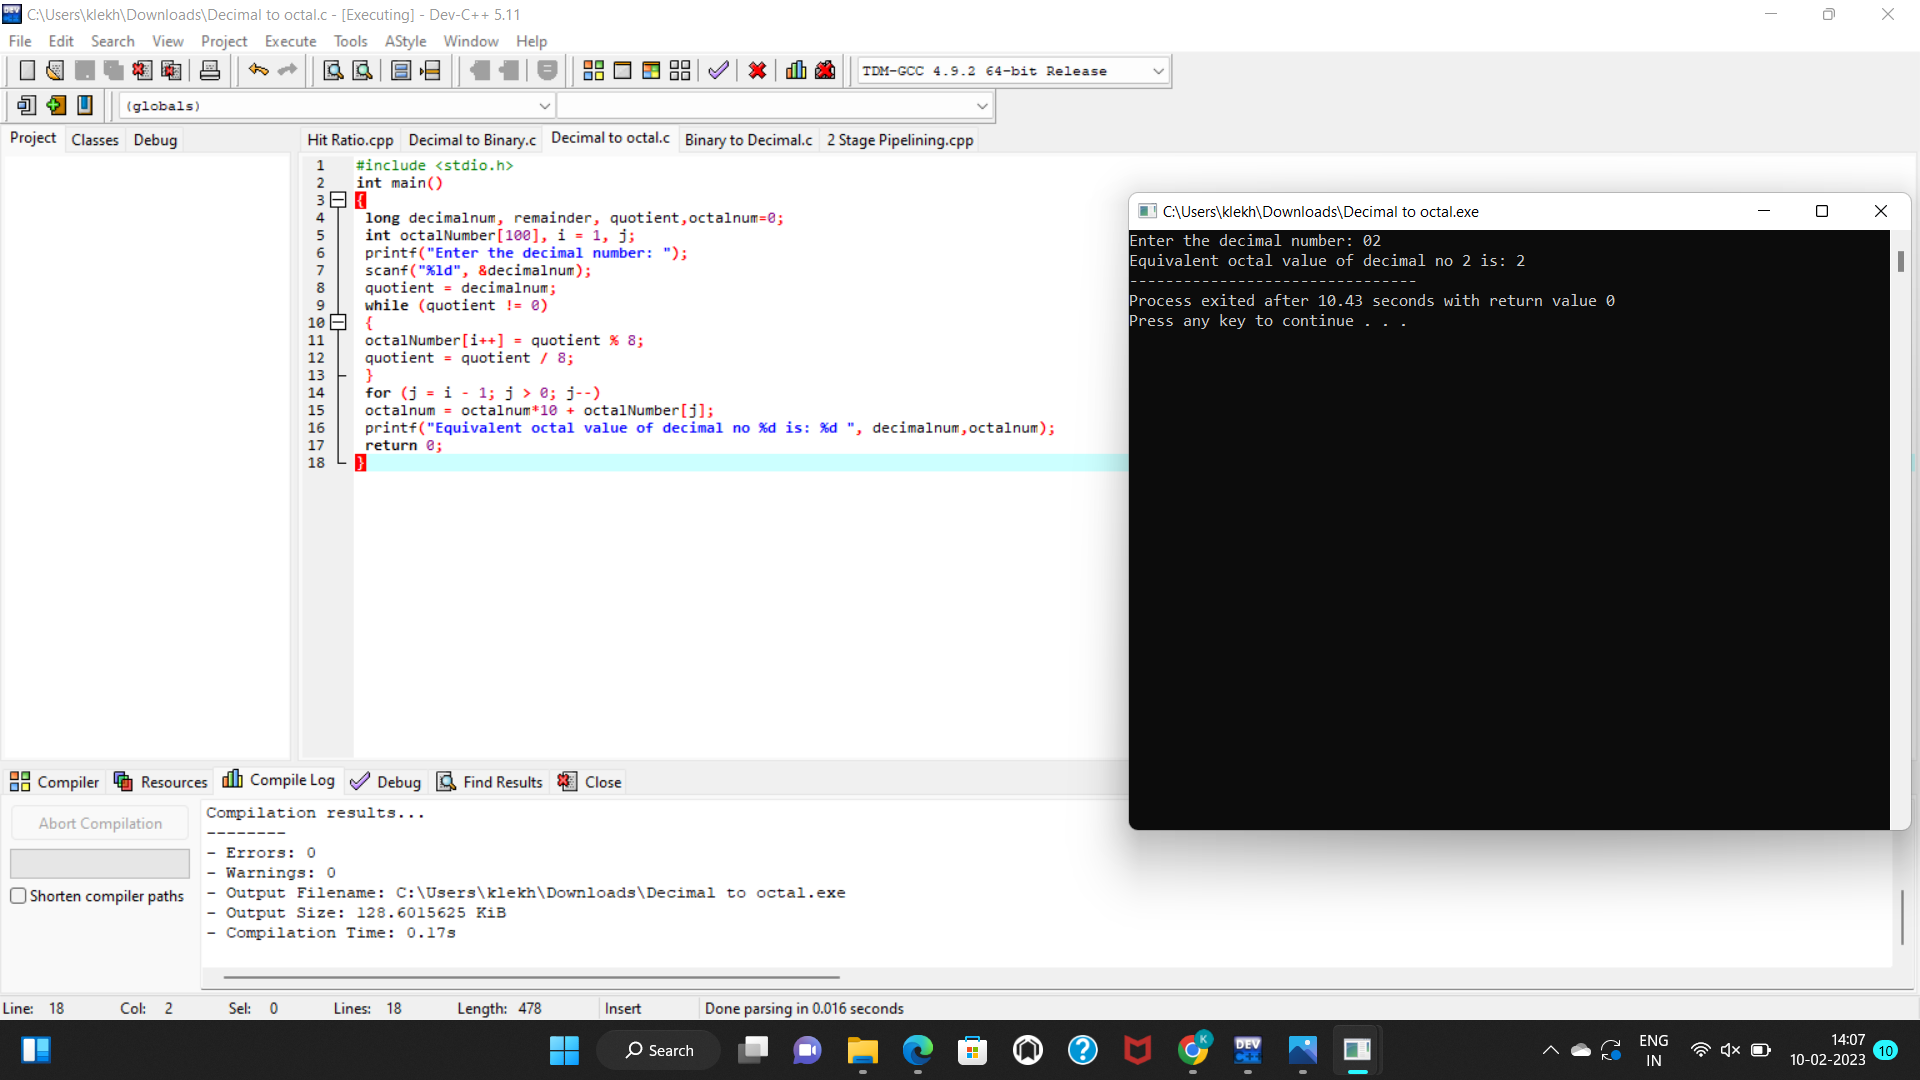 C:\Users\klekh\Downloads\Decimal to octal.c - [Executing] - Dev-C++ 5.11
File Edit Search View Project Execute Tools AStyle Window Help
TDM-GCC 4.9.2 64-bit Release
(globals)
Project Classes Debug
Hit Ratio.cpp Decimal to Binary.c Decimal to octal.c Binary to Decimal.c 2 Stage Pipelining.cpp
1 #include <stdio.h>
2 int main()
3 {
4 long decimalnum, remainder, quotient,octalnum=0;
5 int octalNumber[100], i = 1, j;
6 printf("Enter the decimal number: ");
7 scanf("%ld", &decimalnum);
8 quotient = decimalnum;
9 while (quotient != 0)
10 {
11 octalNumber[i++] = quotient % 8;
12 quotient = quotient / 8;
13 }
14 for (j = i - 1; j > 0; j--)
15 octalnum = octalnum*10 + octalNumber[j];
16 printf("Equivalent octal value of decimal no %d is: %d ", decimalnum,octalnum);
17 return 0;
18 }
C:\Users\klekh\Downloads\Decimal to octal.exe
Enter the decimal number: 02
Equivalent octal value of decimal no 2 is: 2
--------------------------------
Process exited after 10.43 seconds with return value 0
Press any key to continue . . .
Compiler Resources Compile Log Debug Find Results Close
Abort Compilation
Shorten compiler paths
Compilation results...
--------
- Errors: 0
- Warnings: 0
- Output Filename: C:\Users\klekh\Downloads\Decimal to octal.exe
- Output Size: 128.6015625 KiB
- Compilation Time: 0.17s
Line: 18 Col: 2 Sel: 0 Lines: 18 Length: 478 Insert Done parsing in 0.016 seconds
Search
K
DEV
C++
ENG
IN
14:07
10-02-2023
10